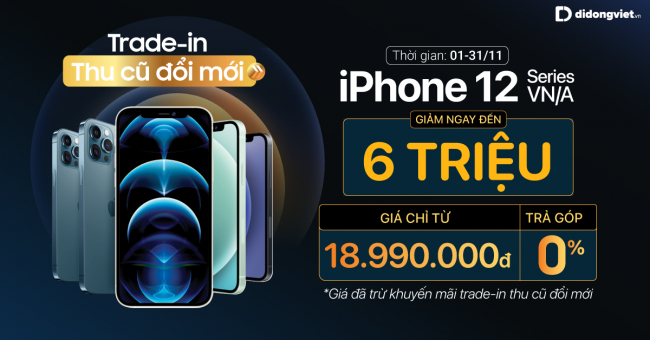 didongviet.vn
Trade-in
Thu cũ đổi mới
Thời gian: 01-31/11
iPhone 12 Series VN/A
GIẢM NGAY ĐẾN
6 TRIỆU
GIÁ CHỈ TỪ
18.990.000đ
TRẢ GÓP
0%
*Giá đã trừ khuyến mãi trade-in thu cũ đổi mới